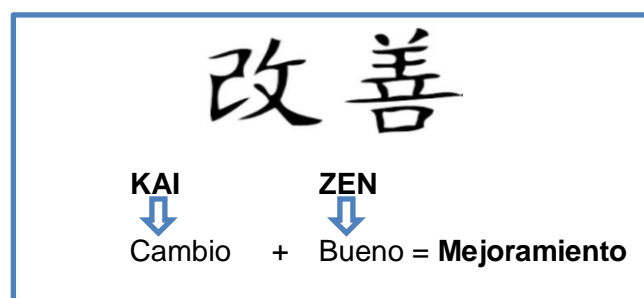 改善
KAI ZEN
Cambio + Bueno = Mejoramiento